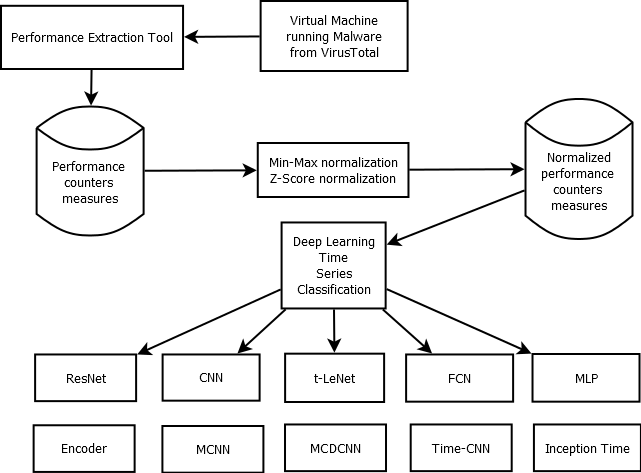 Performance Extraction Tool
Virtual Machine
running Malware
from VirusTotal
Performance
counters
measures
Min-Max normalization
Z-Score normalization
Normalized
performance
counters
measures
Deep Learning
Time
Series
Classification
ResNet
CNN
t-LeNet
FCN
MLP
Encoder
MCNN
MCDCNN
Time-CNN
Inception Time